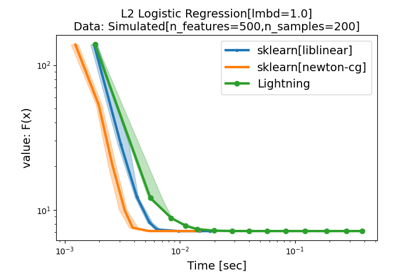 L2 Logistic Regression[lmbd=1.0]
Data: Simulated[n_features=500,n_samples=200]
sklearn[liblinear]
sklearn[newton-cg]
Lightning
value: F(x)
10²
10¹
10⁻³
10⁻²
10⁻¹
Time [sec]